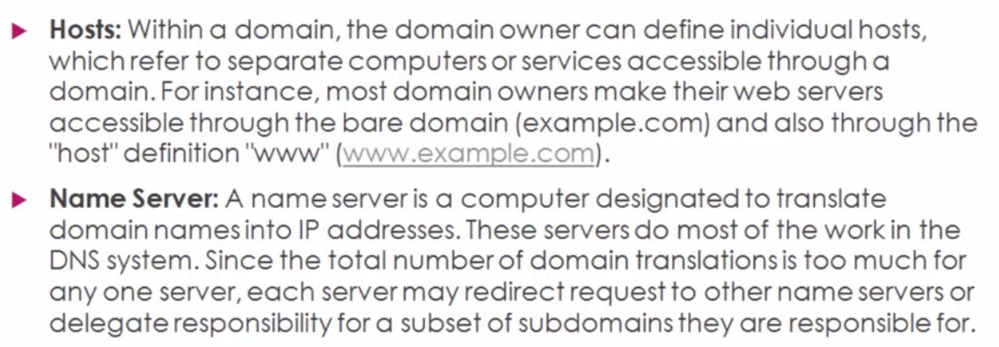 Hosts: Within a domain, the domain owner can define individual hosts,
which refer to separate computers or services accessible through a
domain. For instance, most domain owners make their web servers
accessible through the bare domain (example.com) and also through the
"host" definition "www" (www.example.com).
Name Server: A name server is a computer designated to translate
domain names into IP addresses. These servers do most of the work in the
DNS system. Since the total number of domain translations is too much for
any one server, each server may redirect request to other name servers or
delegate responsibility for a subset of subdomains they are responsible for.